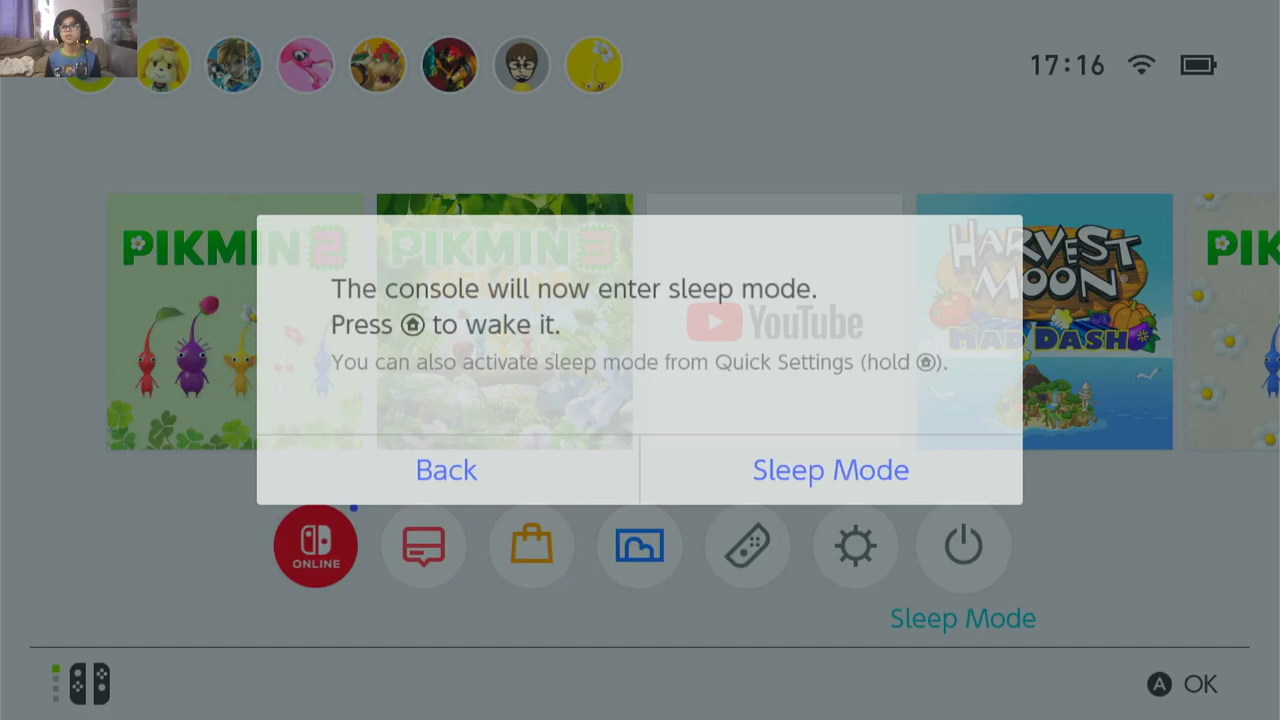 17:16
PIKMIN 2
PIKMIN 3
YouTube
HARVEST
MOON
MAD DASH
PIK
The console will now enter sleep mode.
Press to wake it.
You can also activate sleep mode from Quick Settings (hold ).
Back
Sleep Mode
ONLINE
Sleep Mode
A OK